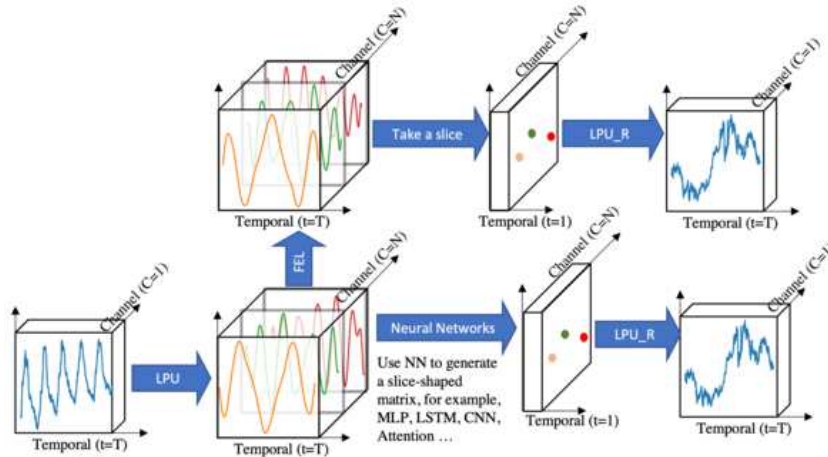 Channel (C=N)
Channel (C=N)
Channel (C=1)
Take a slice
LPU_R
Temporal (t=T)
Temporal (t=1)
Temporal (t=T)
FEL
Channel (C=1)
Channel (C=N)
Channel (C=N)
Channel (C=1
LPU
Neural Networks
LPU_R
Use NN to generate
a slice-shaped
matrix, for example,
MLP, LSTM, CNN,
Attention ...
Temporal (t=T)
Temporal (t=T)
Temporal (t=1)
Temporal (t=T)